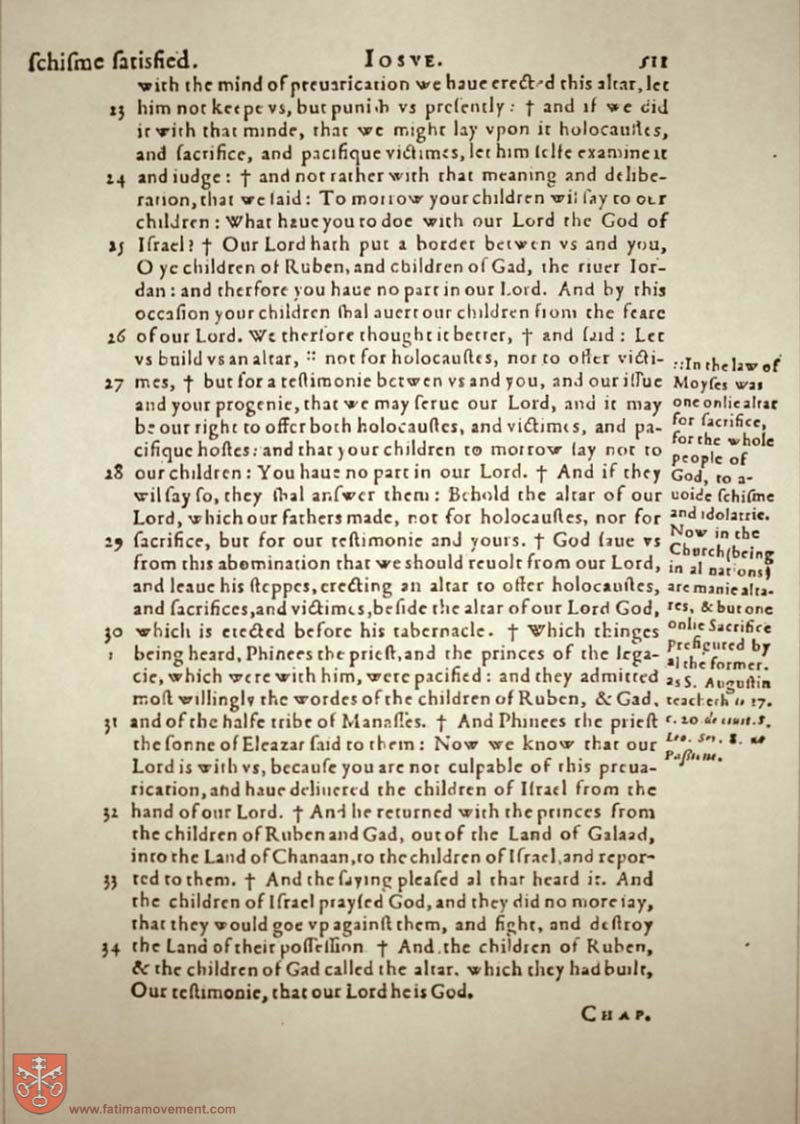 ſchiſme ſatisfied. IOSVE. 511
with the mind of preuarication we haue erected this altar, let
23 him not keepe vs, but puniſh vs preſently: † and if we did
it with that minde, that we might lay vpon it holocauſtes,
and ſacrifice, and pacifique victimes, let him ſelfe examine it
24 and iudge: † and not rather with that meaning and delibe-
ration, that we ſaid: To morrow your children wil ſay to our
children: What haue you to doe with our Lord the God of
25 Iſrael? † Our Lord hath put a border betwen vs and you,
O ye children of Ruben, and children of Gad, the riuer Ior-
dan: and therfore you haue no part in our Lord. And by this
occaſion your children ſhal auert our children from the feare
26 of our Lord. We therfore thought it better, † and ſaid: Let
vs build vs an altar, :: not for holocauſtes, nor to offer victi-
27 mes, † but for a teſtimonie betwen vs and you, and our iſſue
and your progenie, that we may ſerue our Lord, and it may
be our right to offer both holocauſtes, and victimes, and pa-
cifique hoſtes: and that your children to morrow ſay not to
28 our children: You haue no part in our Lord. † And if they
wil ſay ſo, they ſhal anſwer them: Behold the altar of our
Lord, which our fathers made, not for holocauſtes, nor for
29 ſacrifice, but for our teſtimonie and yours. † God ſaue vs
from this abomination that we should reuolt from our Lord,
and leaue his ſteppes, erecting an altar to offer holocauſtes,
and ſacrifices, and victimes, beſide the altar of our Lord God,
30 which is erected before his tabernacle. † Which thinges
being heard, Phinees the prieſt, and the princes of the lega-
cie, which were with him, were pacified: and they admitted
moſt willingly the wordes of the children of Ruben, & Gad,
31 and of the halfe tribe of Manaſſes. † And Phinees the prieſt
the ſonne of Eleazar ſaid to them: Now we know that our
Lord is with vs, becauſe you are not culpable of this preua-
rication, and haue deliuered the children of Iſrael from the
32 hand of our Lord. † And he returned with the princes from
the children of Ruben and Gad, out of the Land of Galaad,
into the Land of Chanaan, to the children of Iſrael, and repor-
33 ted to them. † And the ſaying pleaſed al that heard it. And
the children of Iſrael prayſed God, and they did no more ſay,
that they would goe vp againſt them, and fight, and deſtroy
34 the Land of their poſſeſſion † And the children of Ruben,
& the children of Gad called the altar, which they had built,
Our teſtimonie, that our Lord he is God.
CHAP.
::In the law of
Moyſes was
one onlie altar
for ſacrifice,
for the whole
people of
God, to a-
uoide ſchiſme
and idolatrie.
Now in the
Church (being
in al nations)
are manie alta-
res, & but one
onlie Sacrifice
prefigured by
al the former.
as S. Auguſtin
teacheth li 17.
c. 20 de ciuit.
Leo. Ser. 8.
Paſſione.
www.fatimamovement.com